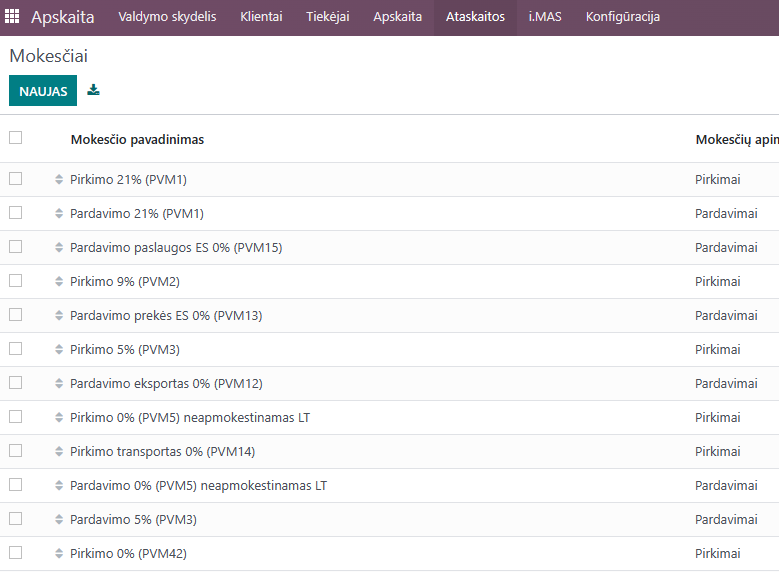 Apskaita Valdymo skydelis Klientai Tiekėjai Apskaita Ataskaitos i.MAS Konfigūracija
Mokesčiai
NAUJAS
Mokesčio pavadinimas Mokesčių apim
Pirkimo 21% (PVM1) Pirkimai
Pardavimo 21% (PVM1) Pardavimai
Pardavimo paslaugos ES 0% (PVM15) Pardavimai
Pirkimo 9% (PVM2) Pirkimai
Pardavimo prekės ES 0% (PVM13) Pardavimai
Pirkimo 5% (PVM3) Pirkimai
Pardavimo eksportas 0% (PVM12) Pardavimai
Pirkimo 0% (PVM5) neapmokestinamas LT Pirkimai
Pirkimo transportas 0% (PVM14) Pirkimai
Pardavimo 0% (PVM5) neapmokestinamas LT Pardavimai
Pardavimo 5% (PVM3) Pardavimai
Pirkimo 0% (PVM42) Pirkimai